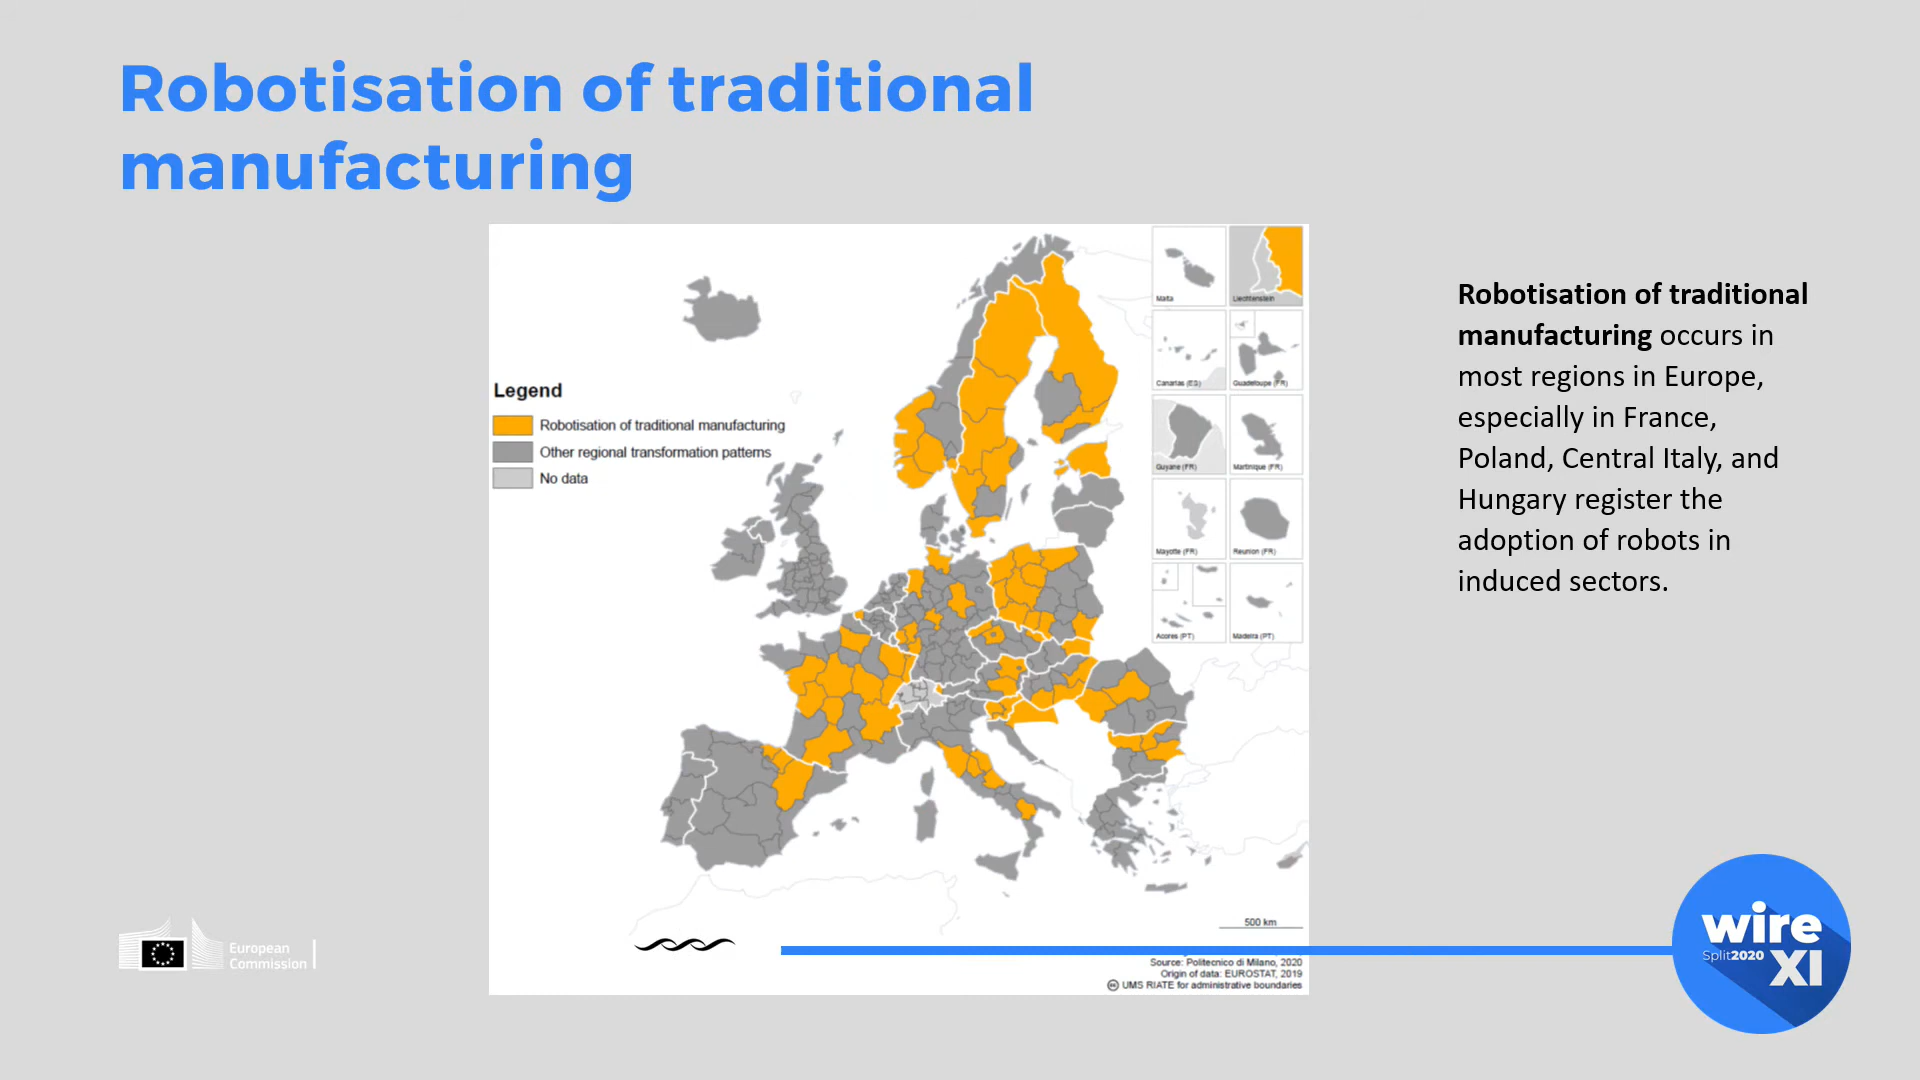 Robotisation of traditional
manufacturing
Legend
Robotisation of traditional manufacturing
Other regional transformation patterns
No data
Malta
Liechtenstein
Canarias (ES)
Guadeloupe (FR)
Guyane (FR)
Martinique (FR)
Mayotte (FR)
Reunion (FR)
Acores (PT)
Madeira (PT)
500 km
Source: Politecnico di Milano, 2020
Origin of data: EUROSTAT, 2019
UMS RIATE for administrative boundaries
Robotisation of traditional
manufacturing occurs in
most regions in Europe,
especially in France,
Poland, Central Italy, and
Hungary register the
adoption of robots in
induced sectors.
European
Commission
wire
Split2020
XI